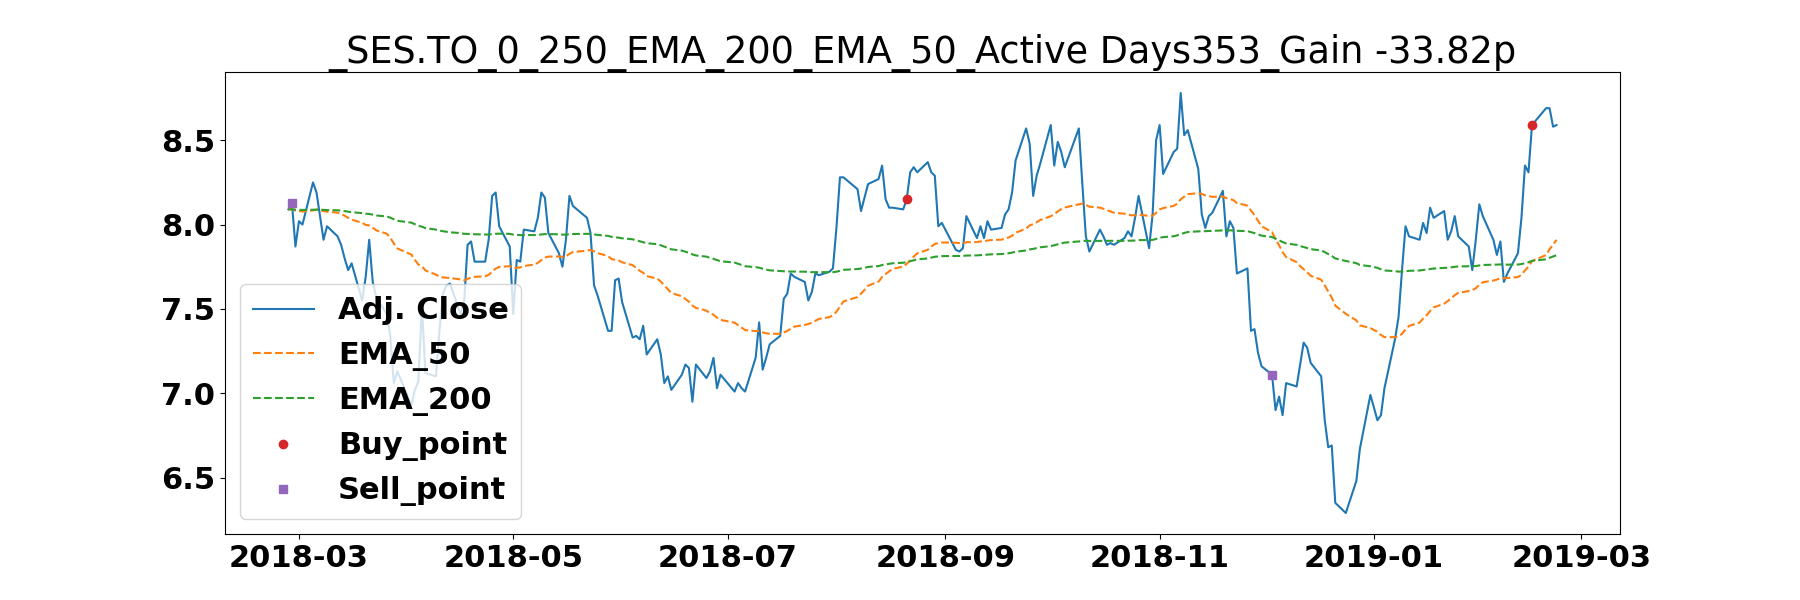 _SES.TO_0_250_EMA_200_EMA_50_Active Days353_Gain -33.82p
8.5
8.0
7.5
7.0
6.5
Adj. Close
EMA_50
EMA_200
Buy_point
Sell_point
2018-03 2018-05 2018-07 2018-09 2018-11 2019-01 2019-03